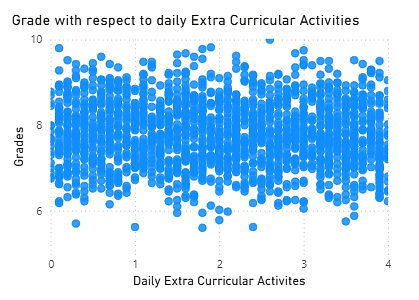 Grade with respect to daily Extra Curricular Activities
10
8
6
Grades
0
1
2
3
4
Daily Extra Curricular Activites